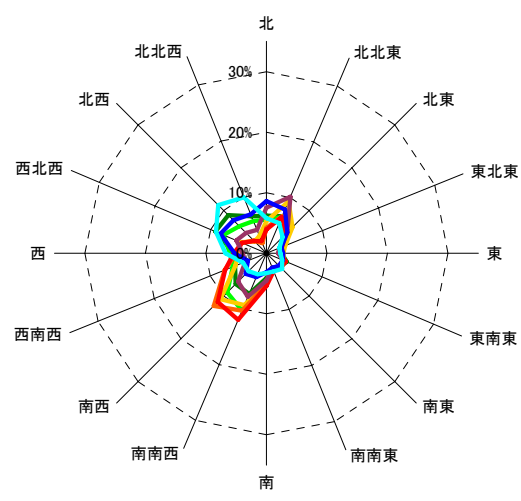 北
北北西
北北東
北西
30%
北東
20%
西北西
東北東
10%
西
0%
東
西南西
東南東
南西
南東
南南西
南南東
南